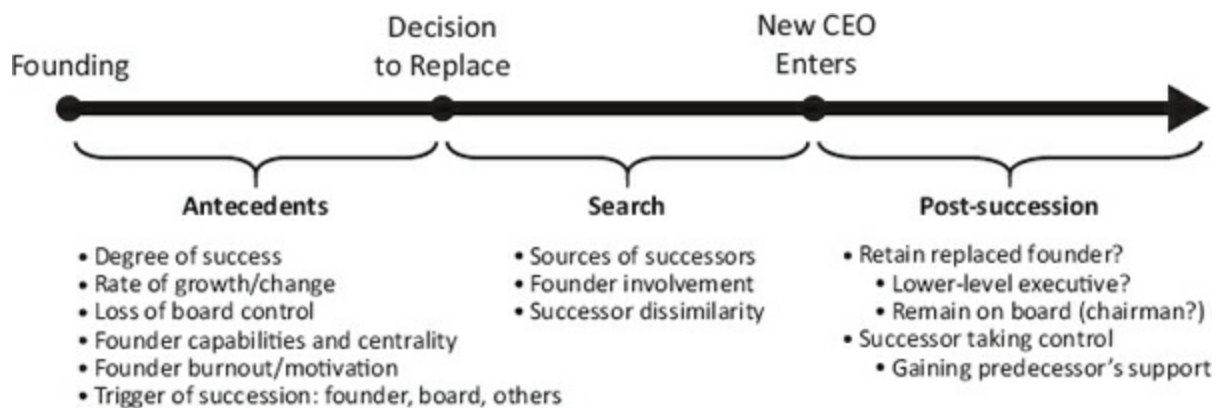 Founding
Decision
to Replace
New CEO
Enters
Antecedents
• Degree of success
• Rate of growth/change
• Loss of board control
• Founder capabilities and centrality
• Founder burnout/motivation
• Trigger of succession: founder, board, others
Search
• Sources of successors
• Founder involvement
• Successor dissimilarity
Post-succession
• Retain replaced founder?
• Lower-level executive?
• Remain on board (chairman?)
• Successor taking control
• Gaining predecessor’s support